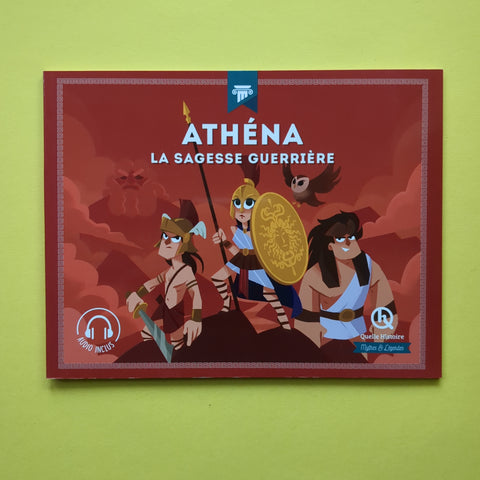 ATHÉNA
LA SAGESSE GUERRIÈRE
AUDIO INCLUS
Quelle Histoire
Mythes & Légendes